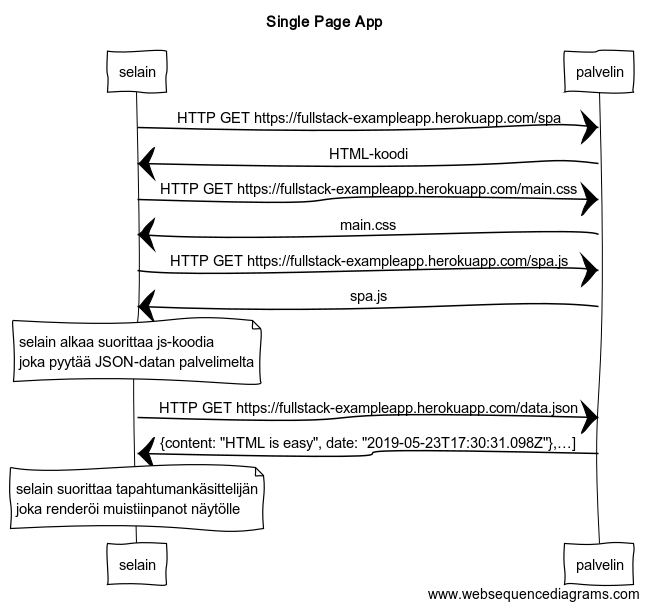 Single Page App
selain
palvelin
HTTP GET https://fullstack-exampleapp.herokuapp.com/spa
HTML-koodi
HTTP GET https://fullstack-exampleapp.herokuapp.com/main.css
main.css
HTTP GET https://fullstack-exampleapp.herokuapp.com/spa.js
spa.js
selain alkaa suorittaa js-koodia
joka pyytää JSON-datan palvelimelta
HTTP GET https://fullstack-exampleapp.herokuapp.com/data.json
{content: "HTML is easy", date: "2019-05-23T17:30:31.098Z"},...]
selain suorittaa tapahtumankäsittelijän
joka renderöi muistiinpanot näytölle
selain
palvelin
www.websequencediagrams.com